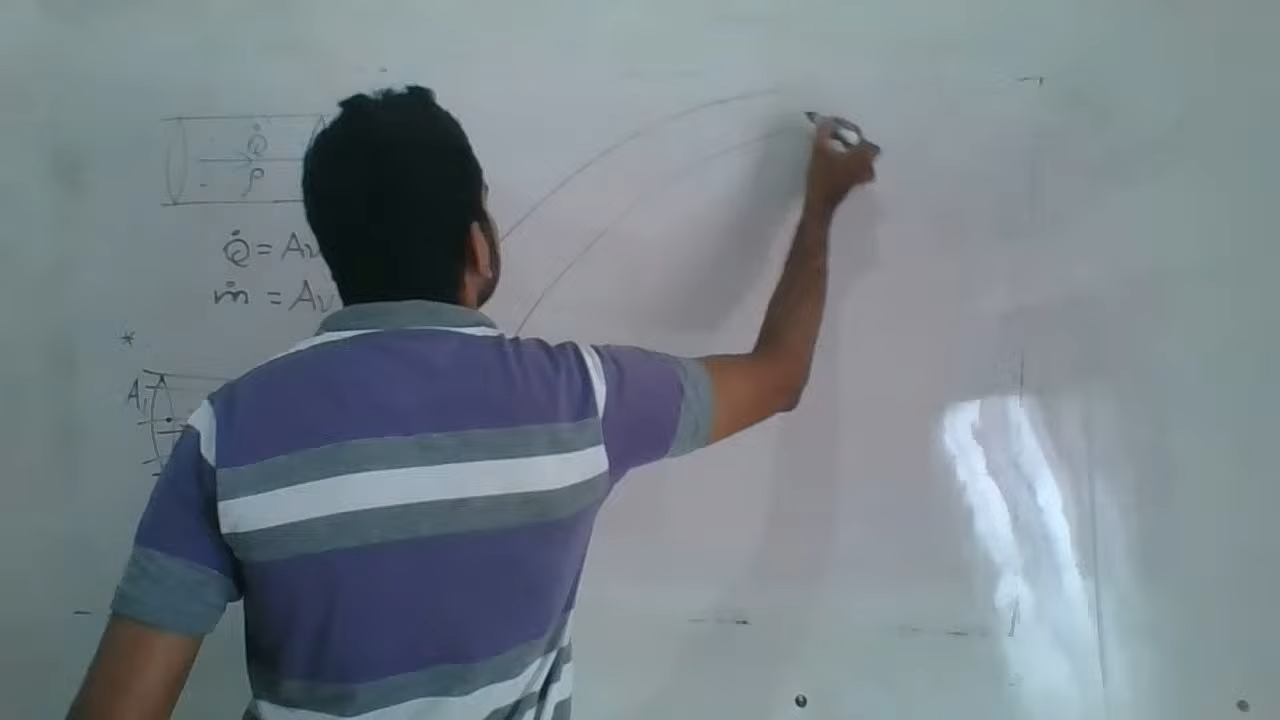 Q̇
ρ
Q̇ = Av
ṁ = Av
*
A₁